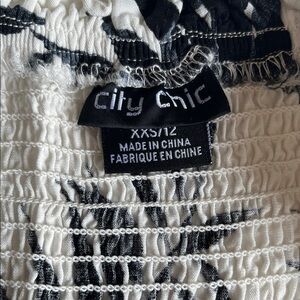 city chic
XXS/12
MADE IN CHINA
FABRIQUE EN CHINE